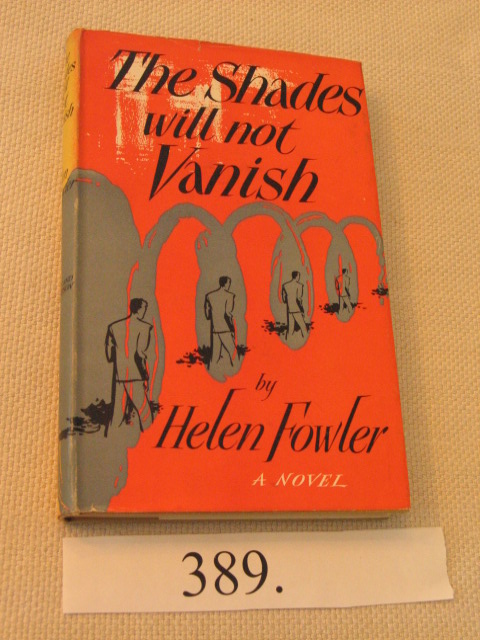 The Shades
will not
Vanish
by
Helen Fowler
A NOVEL
389.